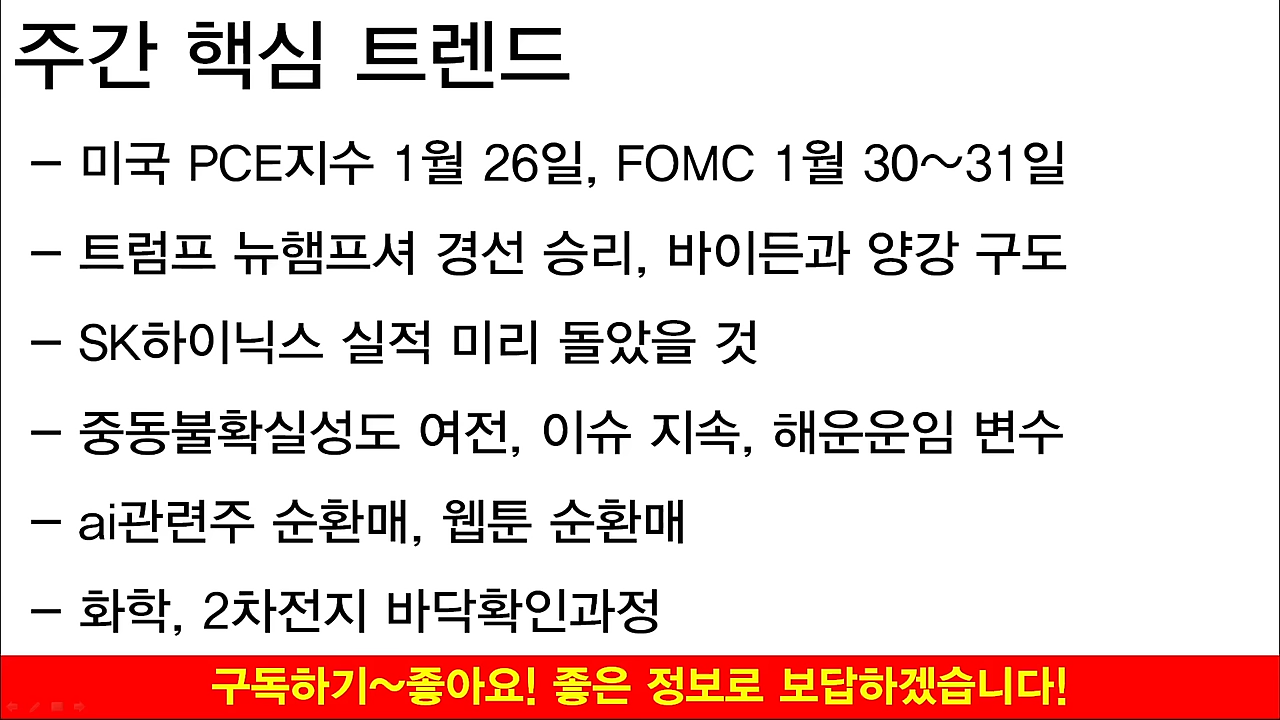 주간 핵심 트렌드
– 미국 PCE지수 1월 26일, FOMC 1월 30~31일
– 트럼프 뉴햄프셔 경선 승리, 바이든과 양강 구도
– SK하이닉스 실적 미리 돌았을 것
– 중동불확실성도 여전, 이슈 지속, 해운운임 변수
– ai관련주 순환매, 웹툰 순환매
– 화학, 2차전지 바닥확인과정
구독하기~좋아요! 좋은 정보로 보답하겠습니다!